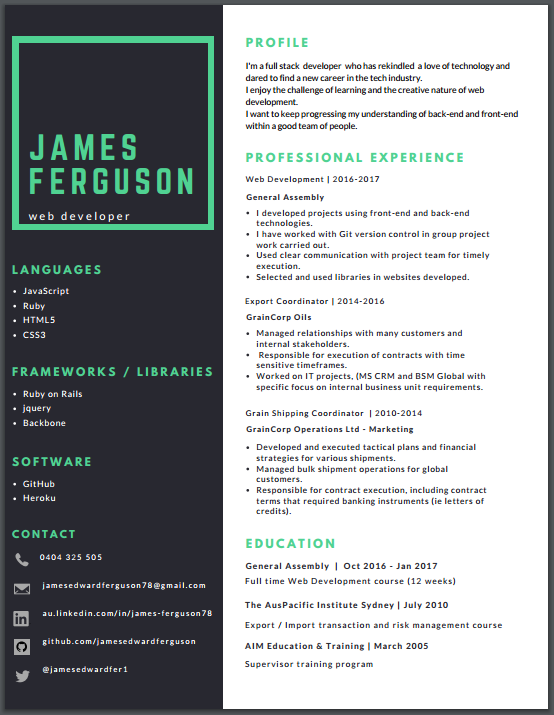 JAMES
FERGUSON
web developer
LANGUAGES
• JavaScript
• Ruby
• HTML5
• CSS3
FRAMEWORKS / LIBRARIES
• Ruby on Rails
• jquery
• Backbone
SOFTWARE
• GitHub
• Heroku
CONTACT
0404 325 505
jamesedwardferguson78@gmail.com
au.linkedin.com/in/james-ferguson78
github.com/jamesedwardferguson
@jamesedwardfer1
PROFILE
I'm a full stack developer who has rekindled a love of technology and
dared to find a new career in the tech industry.
I enjoy the challenge of learning and the creative nature of web
development.
I want to keep progressing my understanding of back-end and front-end
within a good team of people.
PROFESSIONAL EXPERIENCE
Web Development | 2016-2017
General Assembly
• I developed projects using front-end and back-end
technologies.
• I have worked with Git version control in group project
work carried out.
• Used clear communication with project team for timely
execution.
• Selected and used libraries in websites developed.
Export Coordinator | 2014-2016
GrainCorp Oils
• Managed relationships with many customers and
internal stakeholders.
• Responsible for execution of contracts with time
sensitive timeframes.
• Worked on IT projects, (MS CRM and BSM Global with
specific focus on internal business unit requirements.
Grain Shipping Coordinator | 2010-2014
GrainCorp Operations Ltd - Marketing
• Developed and executed tactical plans and financial
strategies for various shipments.
• Managed bulk shipment operations for global
customers.
• Responsible for contract execution, including contract
terms that required banking instruments (ie letters of
credits).
EDUCATION
General Assembly | Oct 2016 - Jan 2017
Full time Web Development course (12 weeks)
The AusPacific Institute Sydney | July 2010
Export / Import transaction and risk management course
AIM Education & Training | March 2005
Supervisor training program